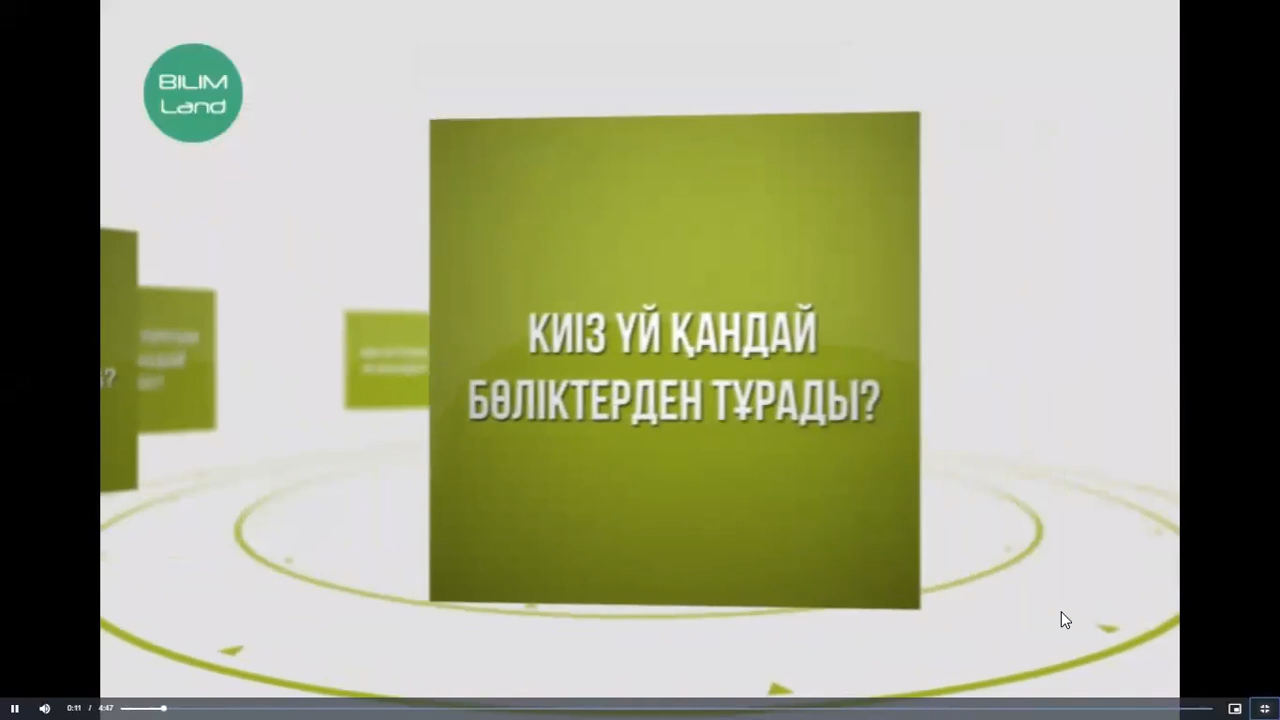 BILIM
Land
КИІЗ ҮЙ ҚАНДАЙ
БӨЛІКТЕРДЕН ТҰРАДЫ?
0:11 / 4:47